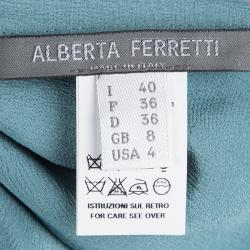 ALBERTA FERRETTI
MADE IN ITALY
I 40
F 36
D 36
GB 8
USA 4
ISTRUZIONI SUL RETRO
FOR CARE SEE OVER